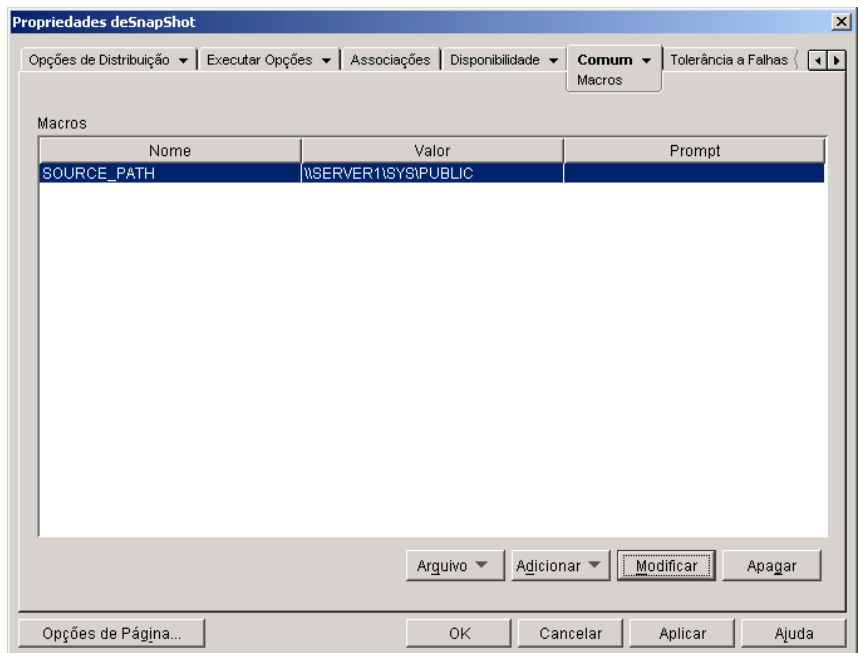 Propriedades deSnapShot
Opções de Distribuição Executar Opções Associações Disponibilidade Comum Tolerância a Falhas
Macros
Macros
Nome Valor Prompt
SOURCE_PATH \\SERVER1\SYS\PUBLIC
Arquivo Adicionar Modificar Apagar
Opções de Página... OK Cancelar Aplicar Ajuda